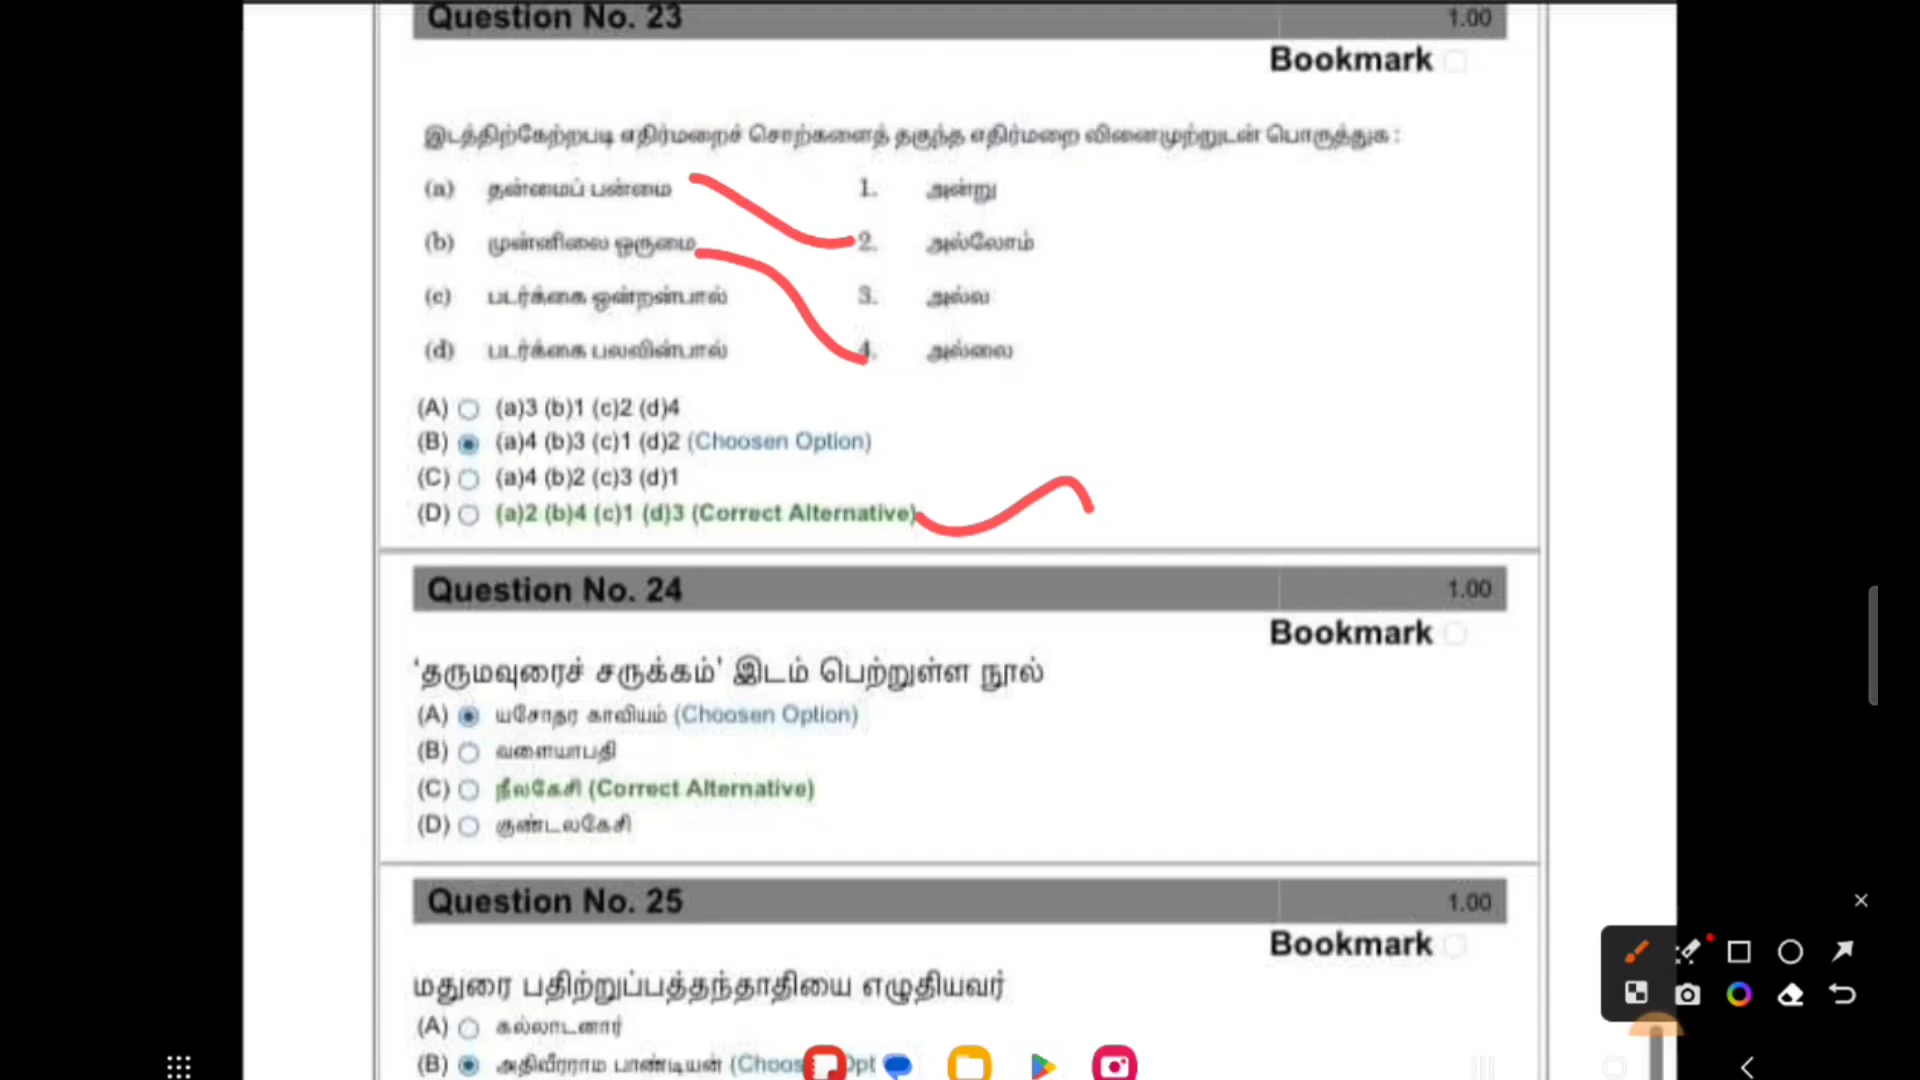 Question No. 23 1.00
Bookmark
இடத்திற்கேற்றபடி எதிர்மறைச் சொற்களைத் தகுந்த எதிர்மறை வினைமுற்றுடன் பொருத்துக :
(a) தன்மைப் பன்மை 1. அன்று
(b) முன்னிலை ஒருமை 2. அல்லோம்
(c) படர்க்கை ஒன்றன்பால் 3. அல்ல
(d) படர்க்கை பலவின்பால் 4. அல்லை
(A) (a)3 (b)1 (c)2 (d)4
(B) (a)4 (b)3 (c)1 (d)2 (Choosen Option)
(C) (a)4 (b)2 (c)3 (d)1
(D) (a)2 (b)4 (c)1 (d)3 (Correct Alternative)
Question No. 24 1.00
Bookmark
'தருமவுரைச் சருக்கம்' இடம் பெற்றுள்ள நூல்
(A) யசோதர காவியம் (Choosen Option)
(B) வளையாபதி
(C) நீலகேசி (Correct Alternative)
(D) குண்டலகேசி
Question No. 25 1.00
Bookmark
மதுரை பதிற்றுப்பத்தந்தாதியை எழுதியவர்
(A) கல்லாடனார்
(B) அதிவீரராம பாண்டியன் (Choos Opt